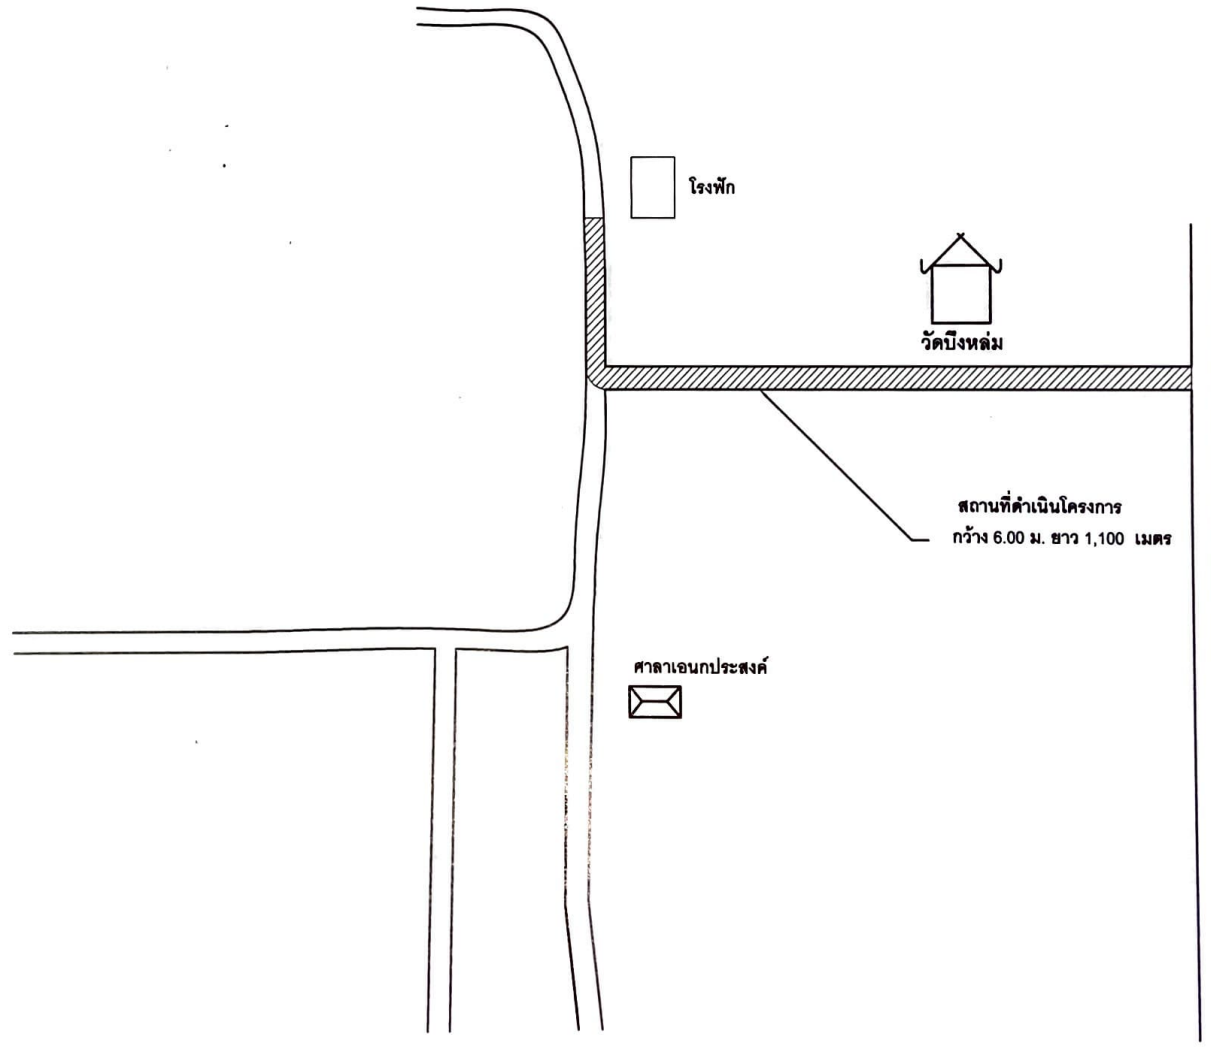 โรงฟัก
วัดบึงหล่ม
สถานที่ดำเนินโครงการ
กว้าง 6.00 ม. ยาว 1,100 เมตร
ศาลาเอนกประสงค์